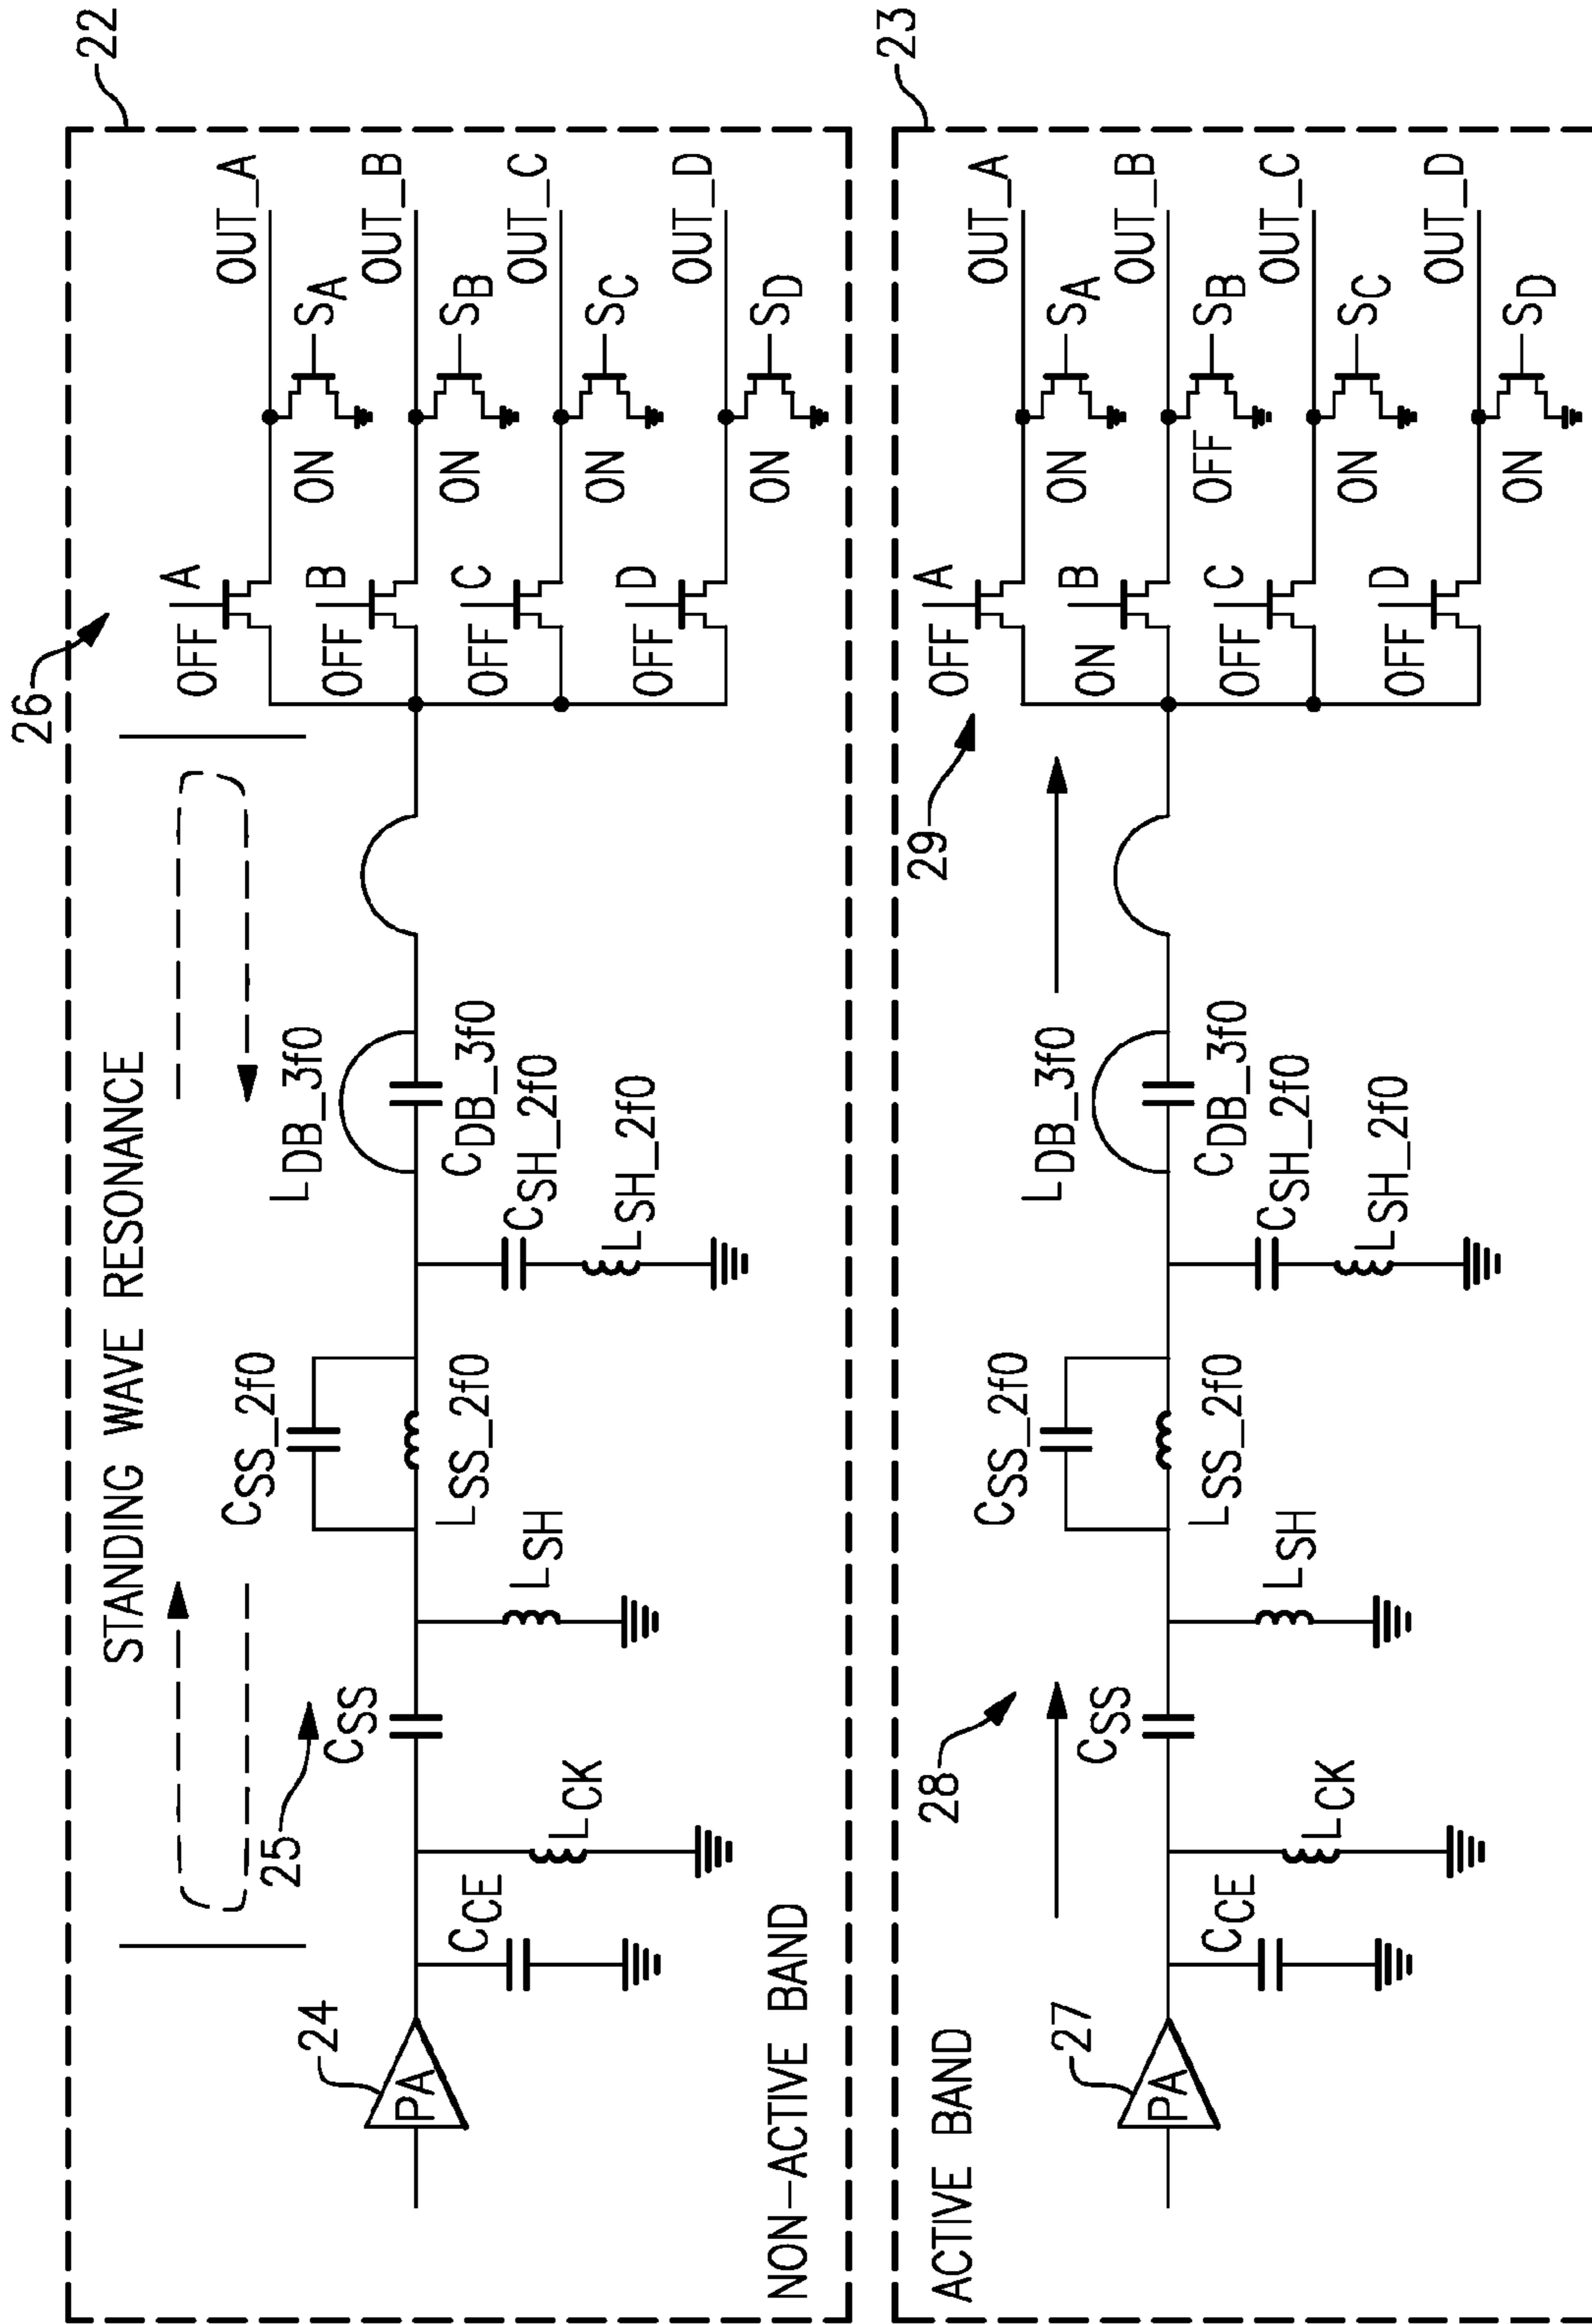 22
STANDING WAVE RESONANCE
26
24
PA
CCE
LCK
25
CSS
LSH
CSS_2f0
LSS_2f0
LDB_3f0
CDB_3f0
CSH_2f0
LSH_2f0
OFF A
ON SA
OUT_A
OFF B
ON SB
OUT_B
OFF C
ON SC
OUT_C
OFF D
ON SD
OUT_D
NON-ACTIVE BAND
23
ACTIVE BAND
27
PA
CCE
LCK
28
CSS
LSH
CSS_2f0
LSS_2f0
LDB_3f0
CDB_3f0
CSH_2f0
LSH_2f0
29
OFF A
ON SA
OUT_A
ON B
OFF SB
OUT_B
OFF C
ON SC
OUT_C
OFF D
ON SD
OUT_D